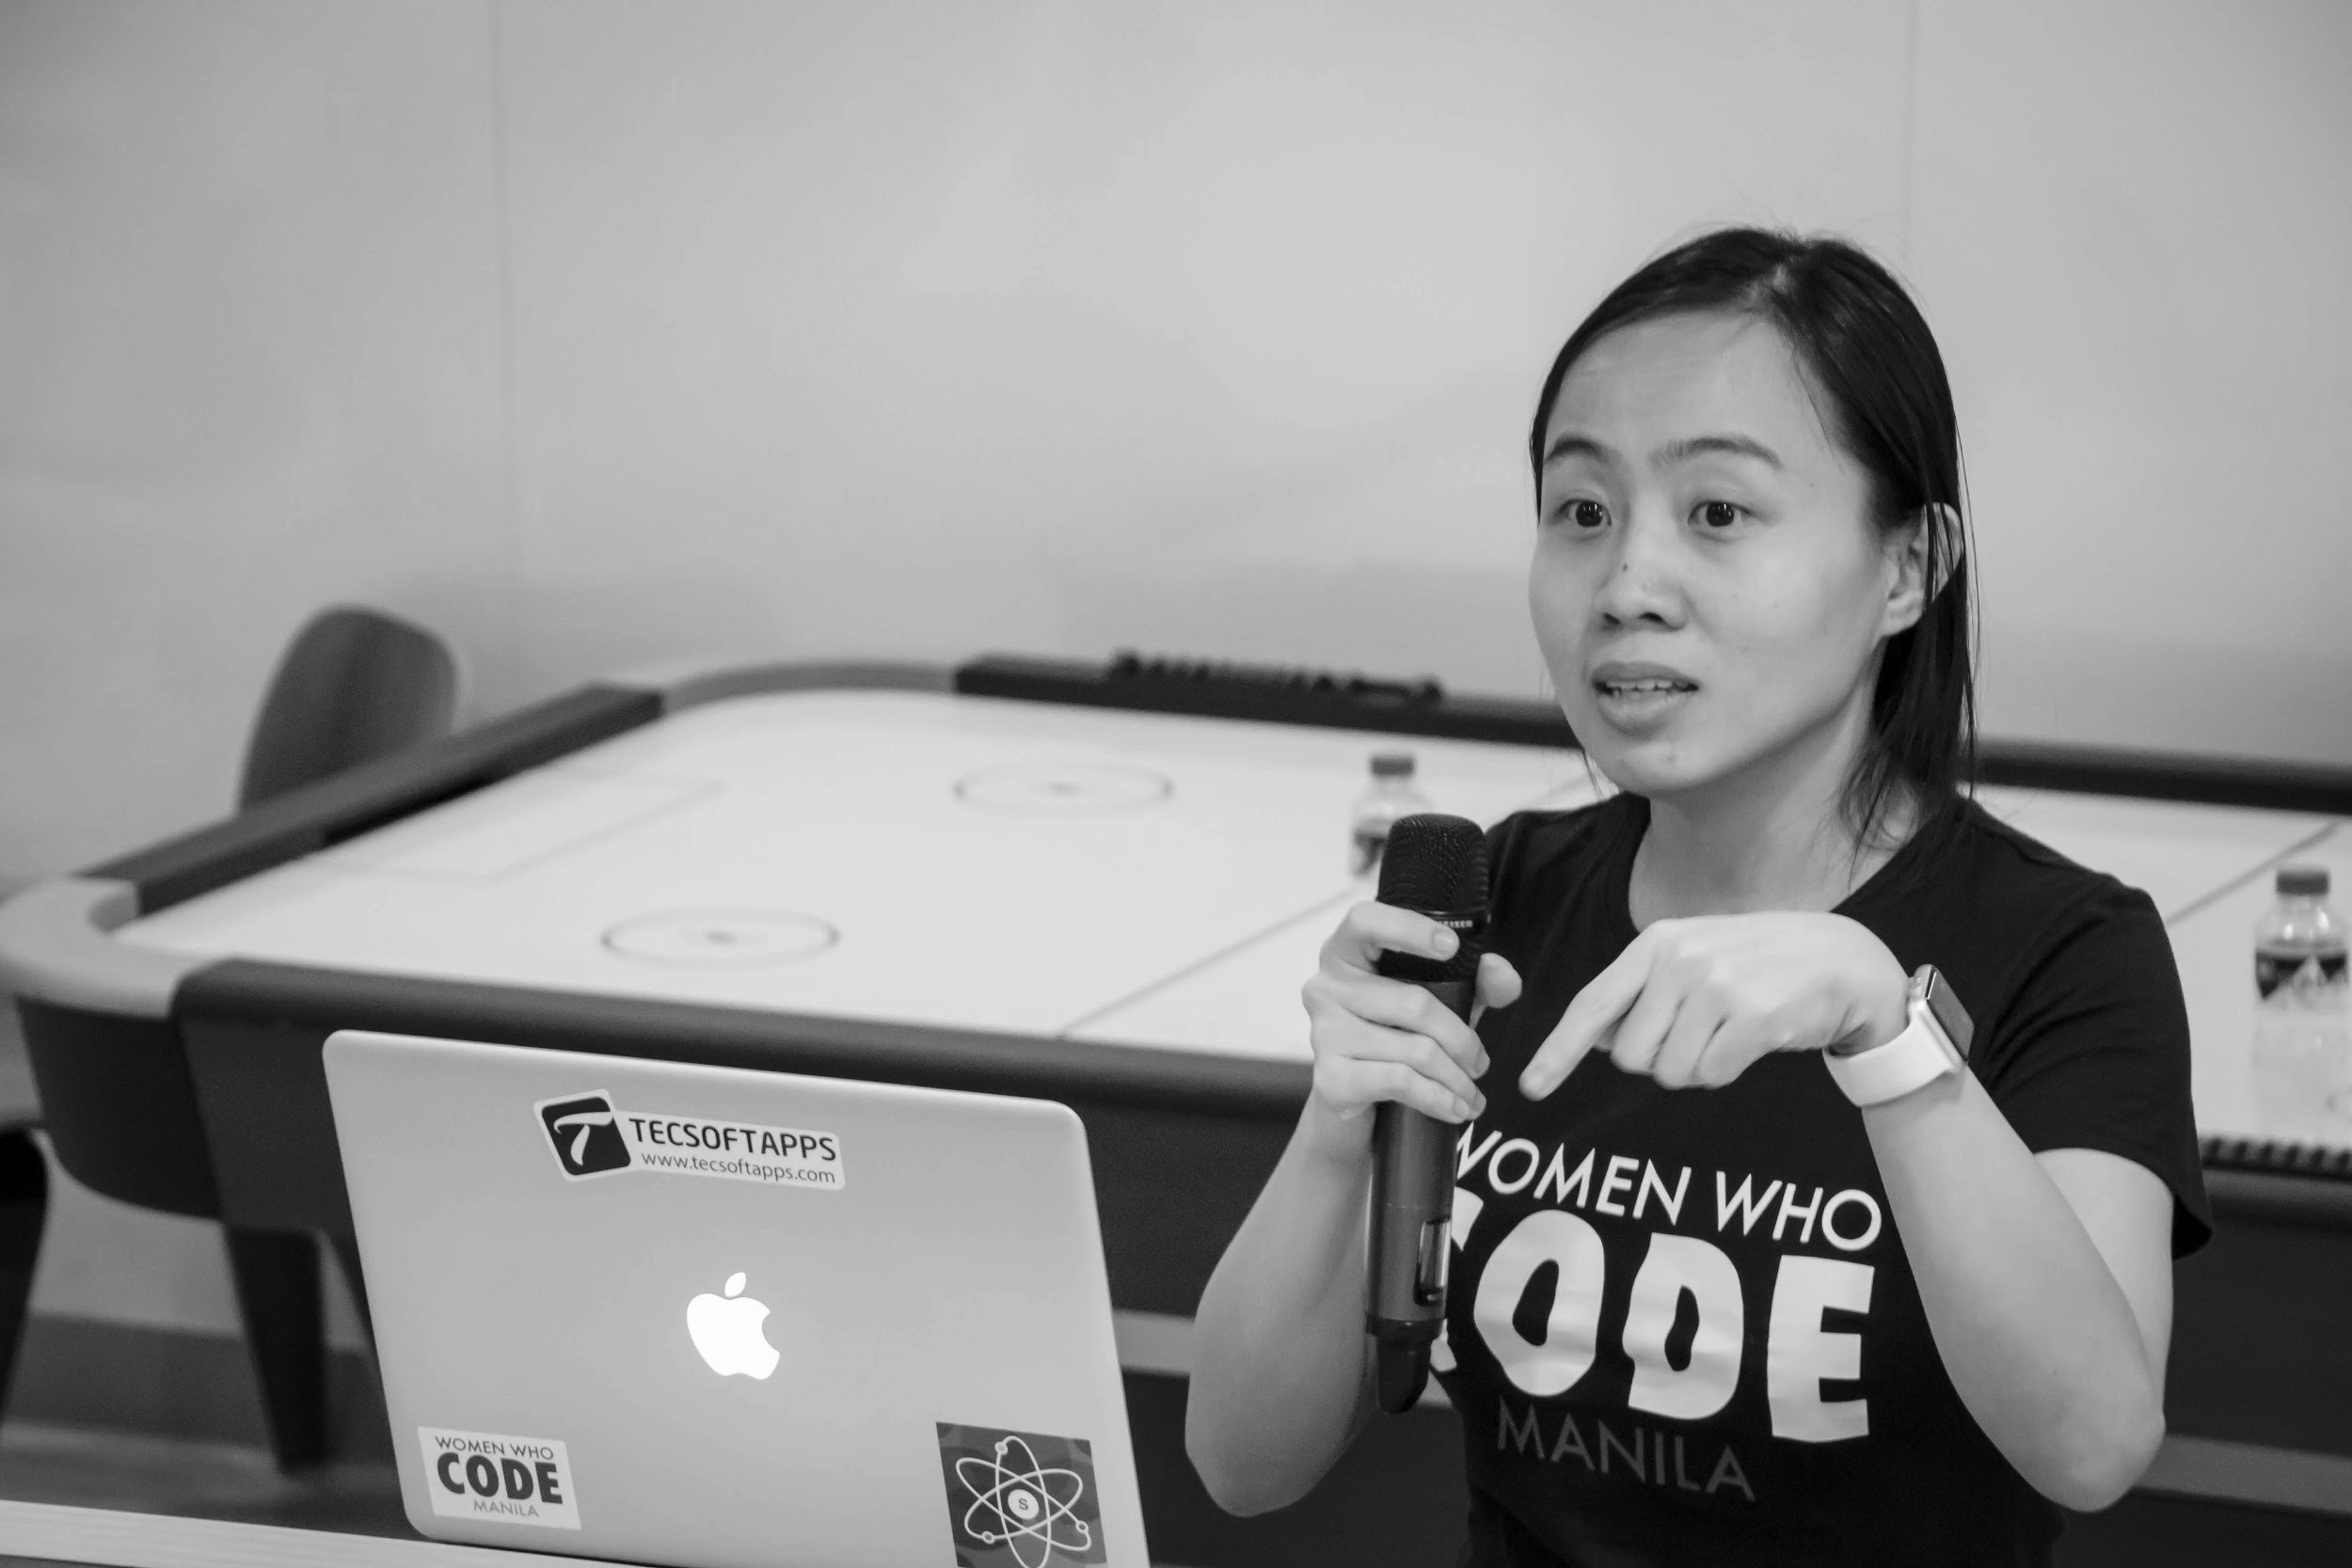 TECSOFTAPPS
www.tecsoftapps.com
WOMEN WHO
CODE
MANILA
S
WOMEN WHO
CODE
MANILA